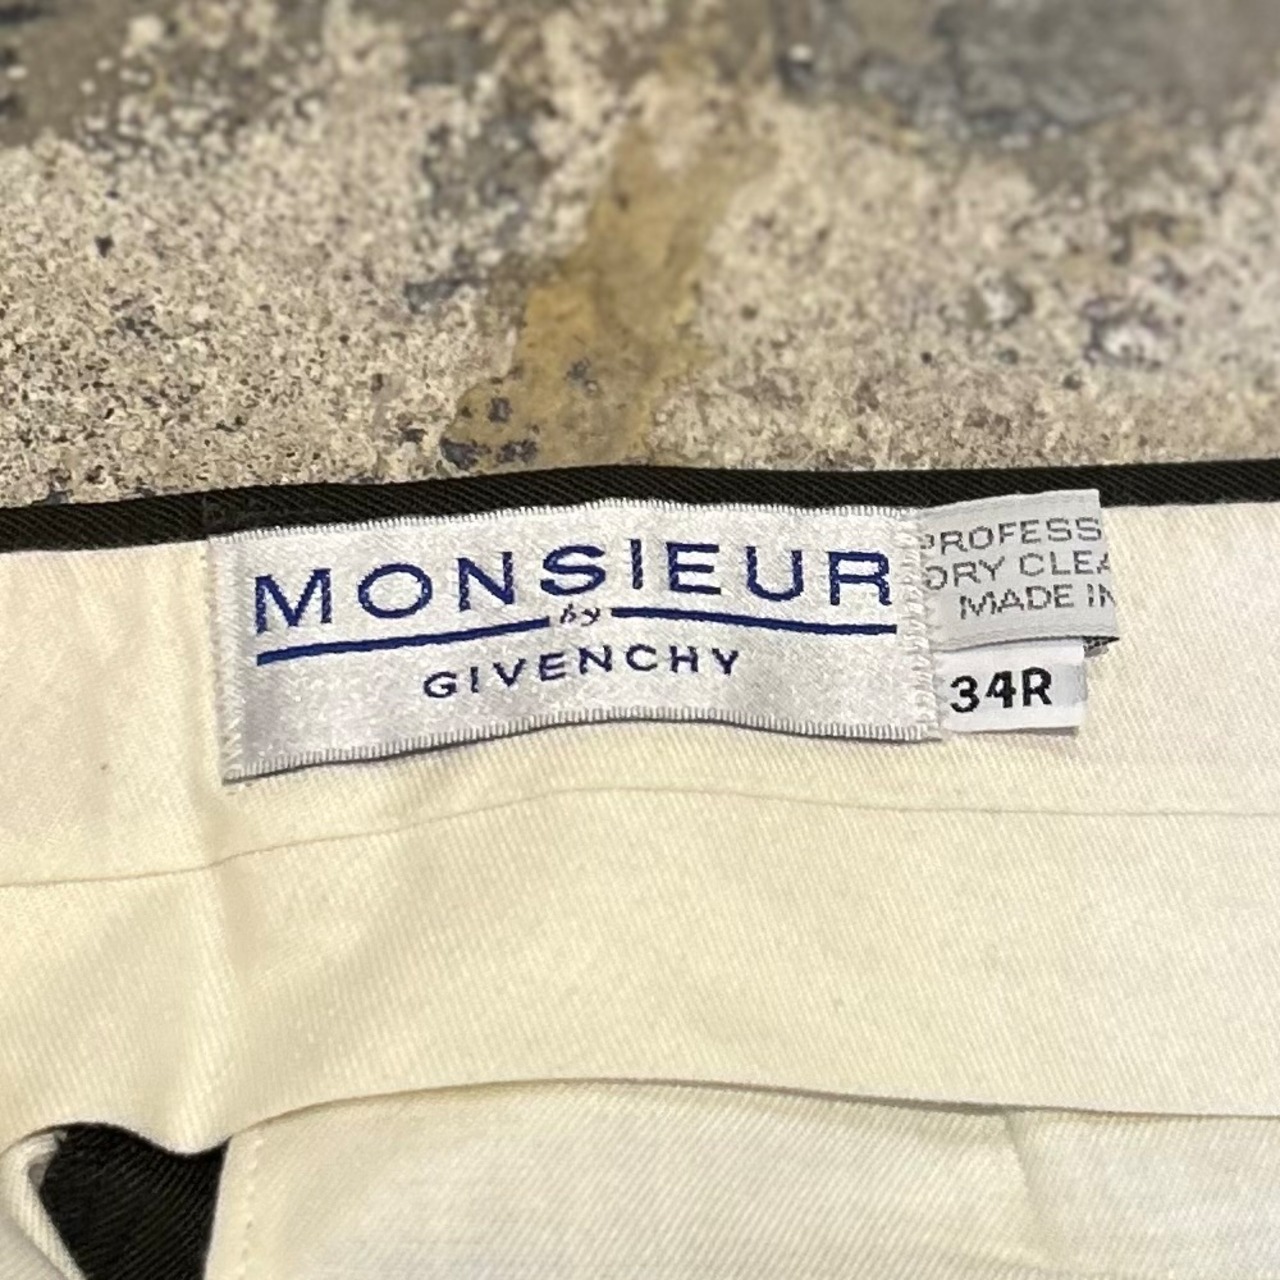 MONSIEUR
by
GIVENCHY
PROFESS
DRY CLEA
MADE IN
34R